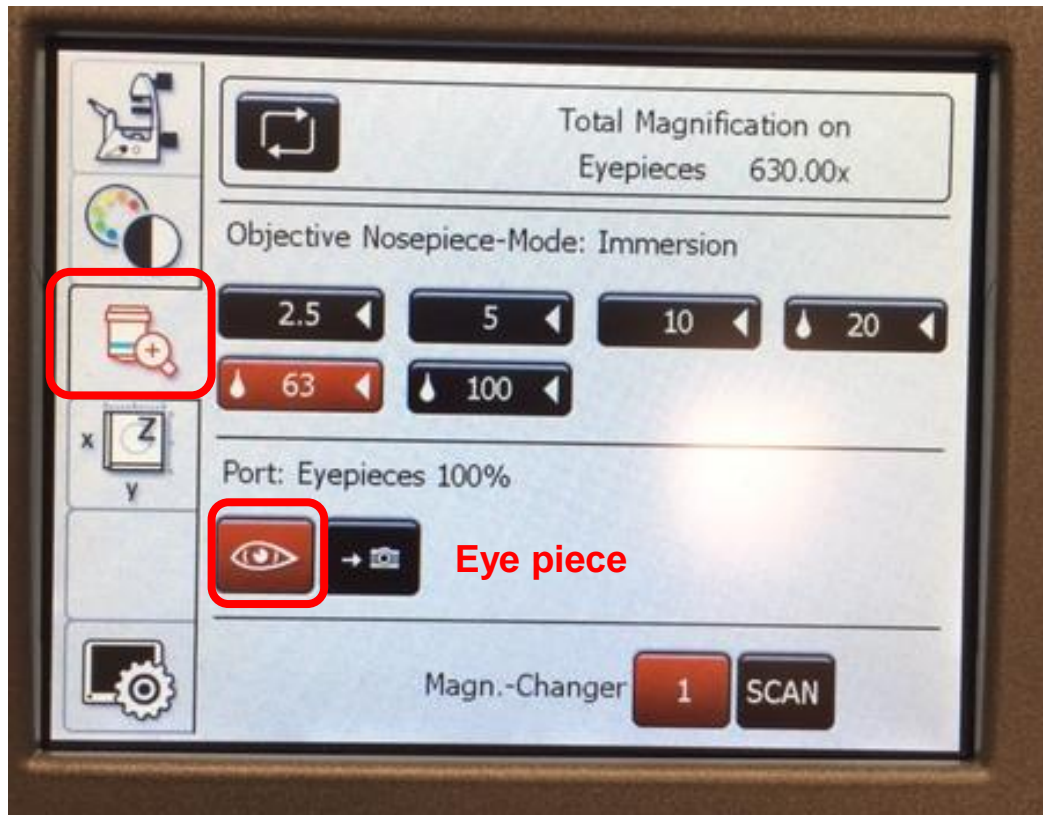 Total Magnification on
Eyepieces 630.00x
Objective Nosepiece-Mode: Immersion
2.5 5 10 20
63 100
x Z
y
Port: Eyepieces 100%
Eye piece
Magn.-Changer 1 SCAN